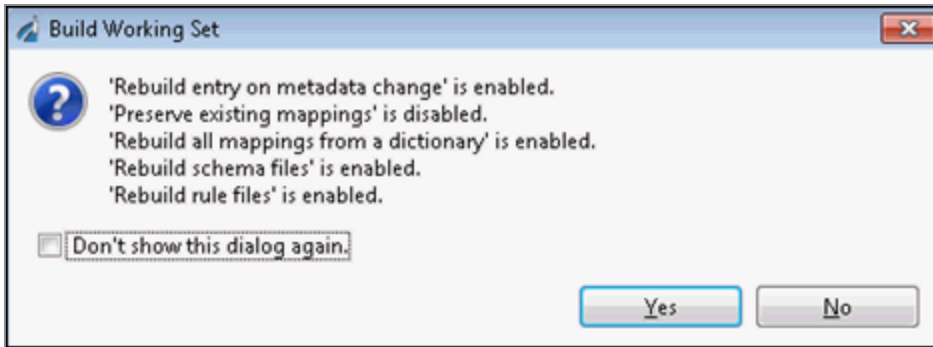 Build Working Set
'Rebuild entry on metadata change' is enabled.
'Preserve existing mappings' is disabled.
'Rebuild all mappings from a dictionary' is enabled.
'Rebuild schema files' is enabled.
'Rebuild rule files' is enabled.
Don't show this dialog again.
Yes No